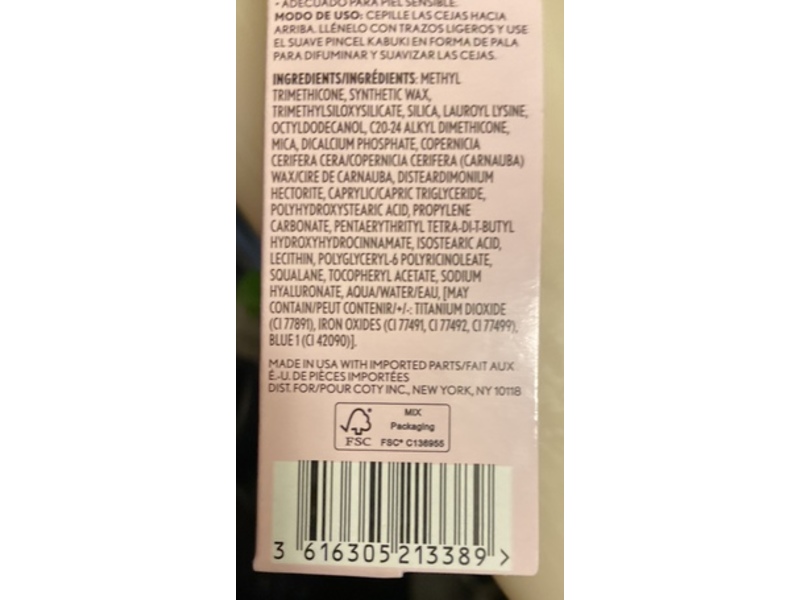 • ADECUADO PARA PIEL SENSIBLE.
MODO DE USO: CEPILLE LAS CEJAS HACIA
ARRIBA. LLÉNELO CON TRAZOS LIGEROS Y USE
EL SUAVE PINCEL KABUKI EN FORMA DE PALA
PARA DIFUMINAR Y SUAVIZAR LAS CEJAS.
INGREDIENTS/INGRÉDIENTS: METHYL
TRIMETHICONE, SYNTHETIC WAX,
TRIMETHYLSILOXYSILICATE, SILICA, LAUROYL LYSINE,
OCTYLDODECANOL, C20-24 ALKYL DIMETHICONE,
MICA, DICALCIUM PHOSPHATE, COPERNICIA
CERIFERA CERA/COPERNICIA CERIFERA (CARNAUBA)
WAX/CIRE DE CARNAUBA, DISTEARDIMONIUM
HECTORITE, CAPRYLIC/CAPRIC TRIGLYCERIDE,
POLYHYDROXYSTEARIC ACID, PROPYLENE
CARBONATE, PENTAERYTHRITYL TETRA-DI-T-BUTYL
HYDROXYHYDROCINNAMATE, ISOSTEARIC ACID,
LECITHIN, POLYGLYCERYL-6 POLYRICINOLEATE,
SQUALANE, TOCOPHERYL ACETATE, SODIUM
HYALURONATE, AQUA/WATER/EAU, [MAY
CONTAIN/PEUT CONTENIR/+/-: TITANIUM DIOXIDE
(CI 77891), IRON OXIDES (CI 77491, CI 77492, CI 77499),
BLUE 1 (CI 42090)].
MADE IN USA WITH IMPORTED PARTS/FAIT AUX
É.-U. DE PIÈCES IMPORTÉES
DIST. FOR/POUR COTY INC., NEW YORK, NY 10118
MIX
Packaging
FSC FSC® C136955
3 616305 213389 >